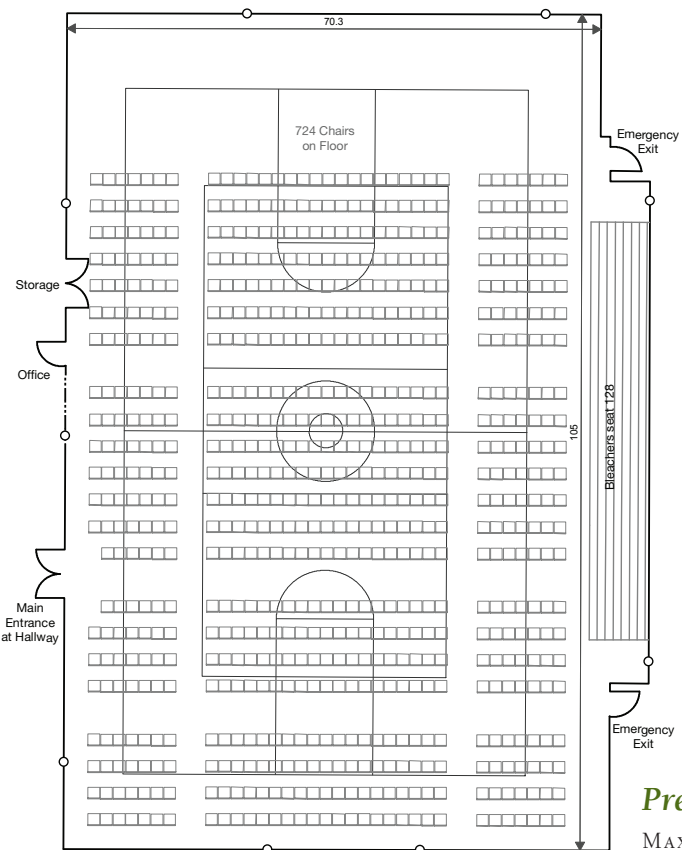 70.3
724 Chairs
on Floor
Emergency
Exit
Storage
Office
105
Bleachers seat 128
Main
Entrance
at Hallway
Emergency
Exit
Pre
MAX